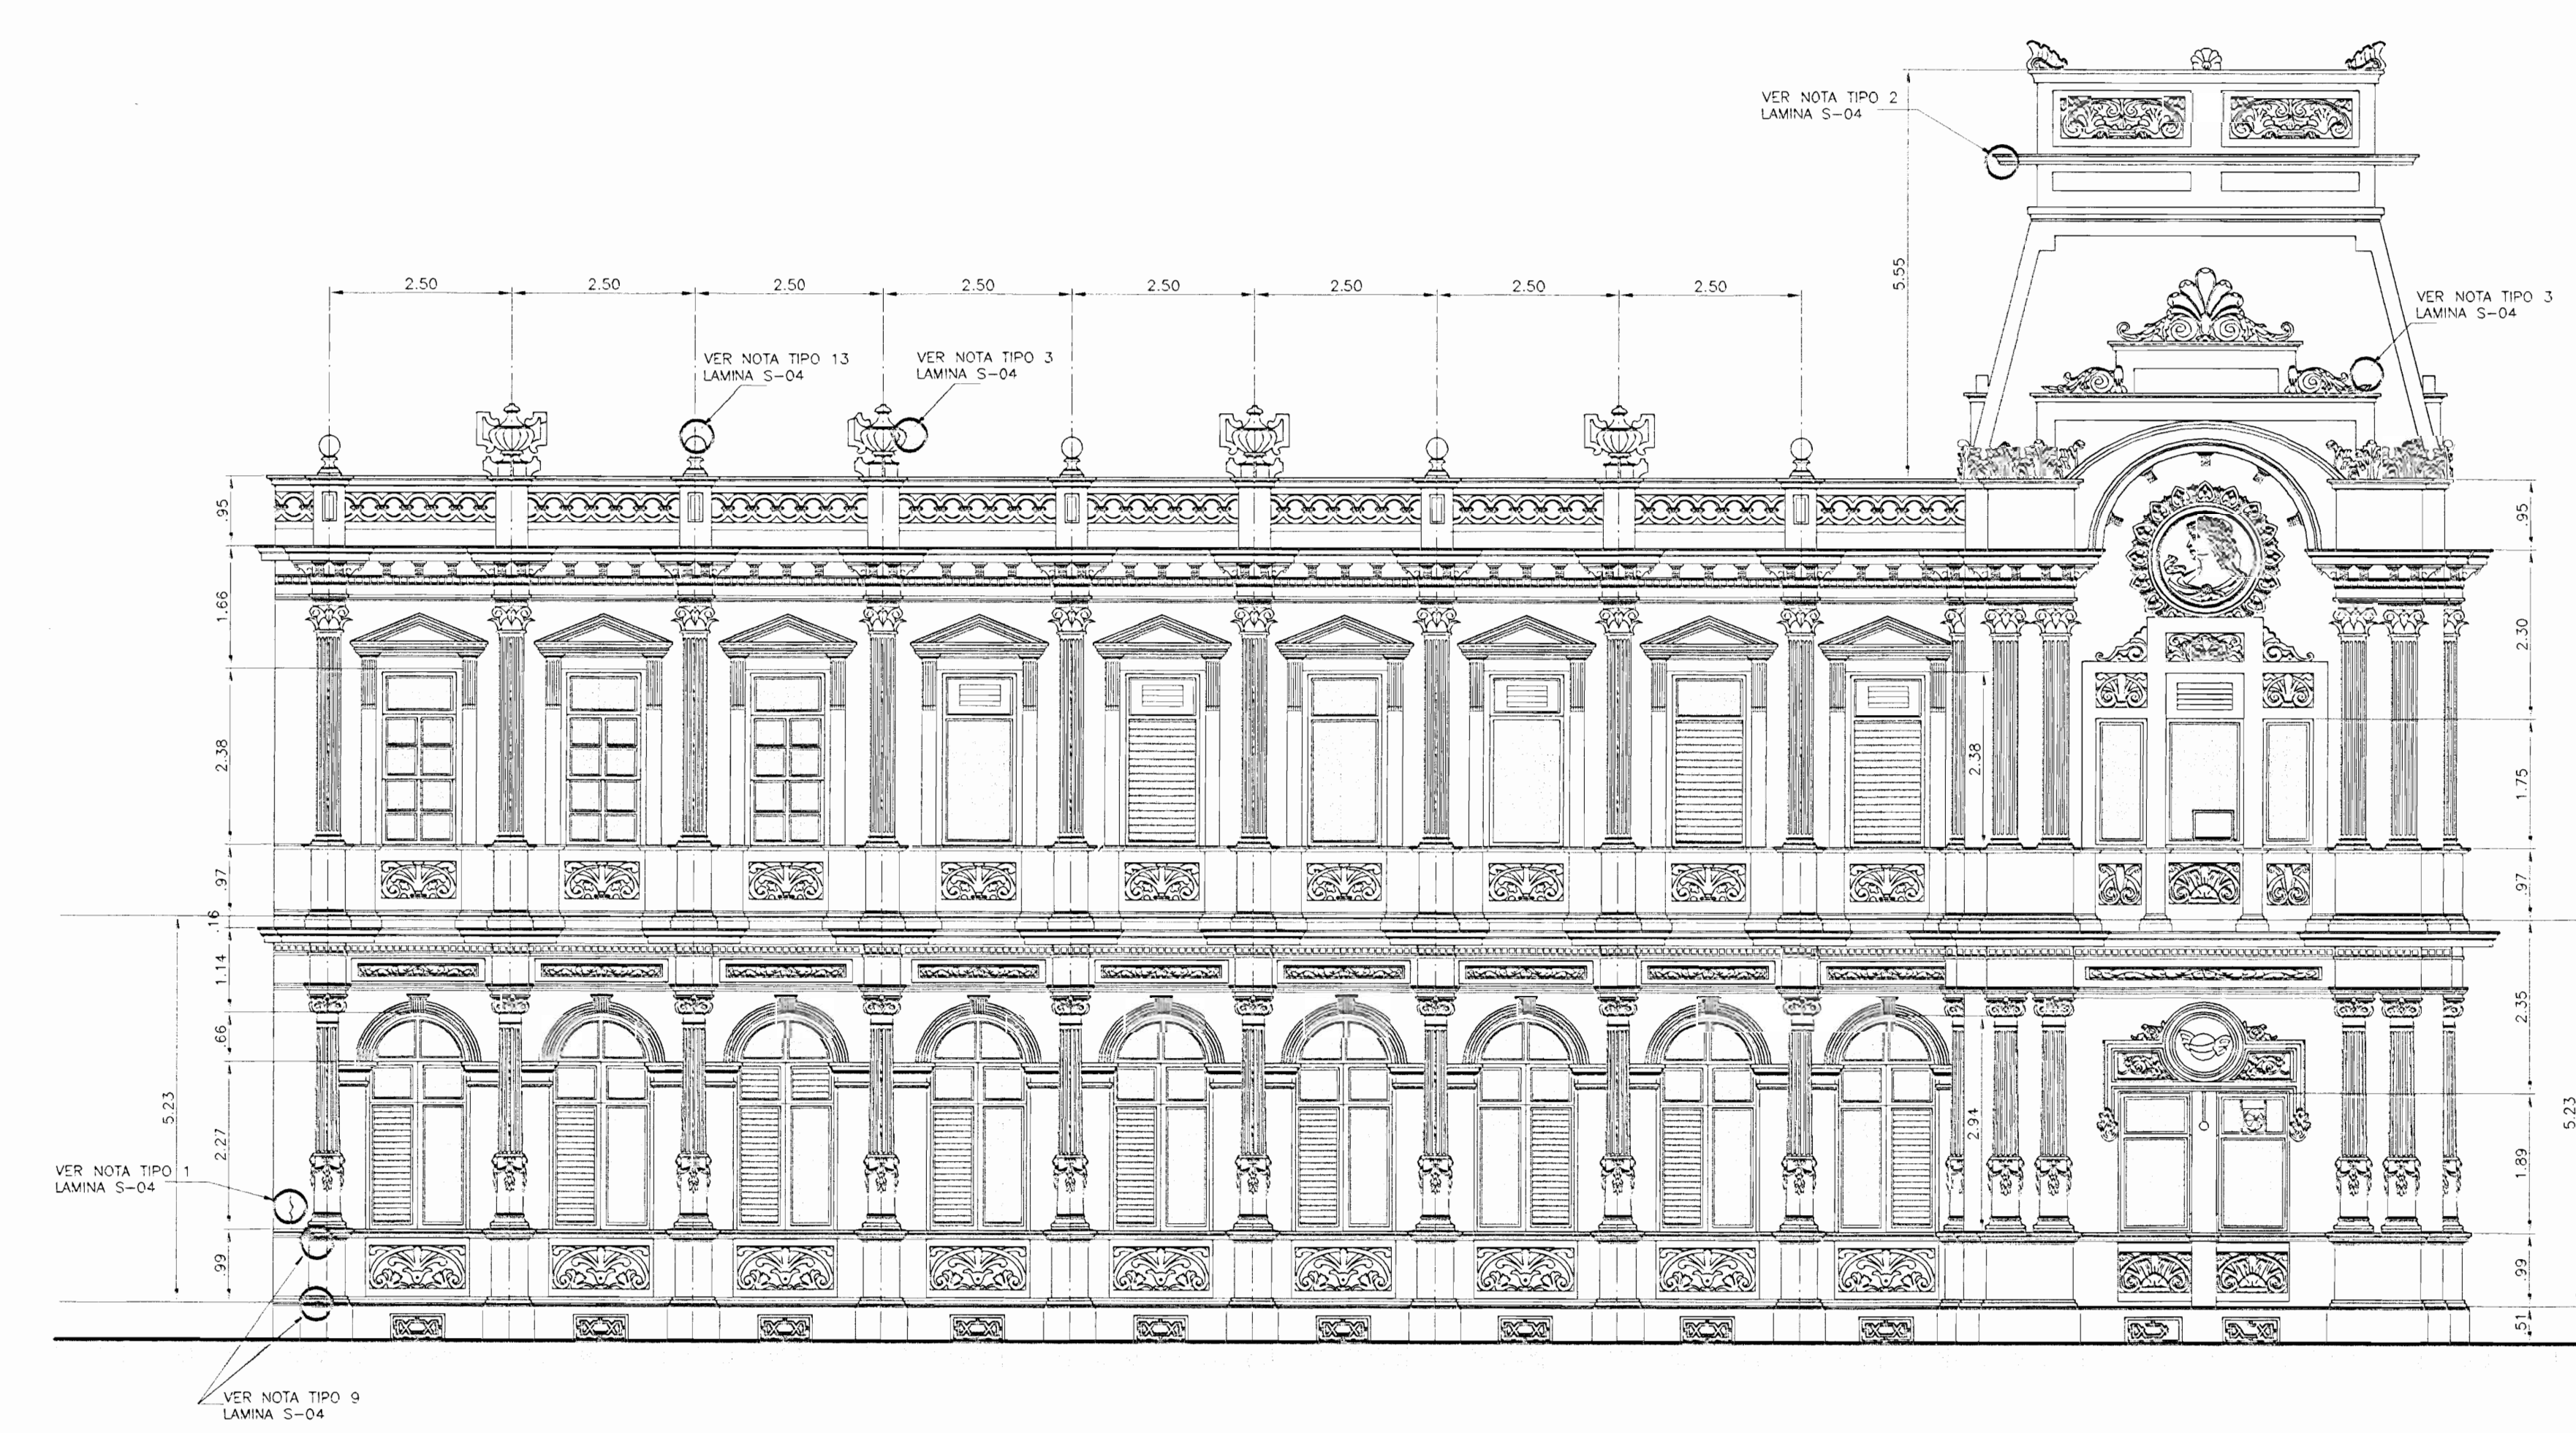 VER NOTA TIPO 2
LAMINA S-04
5.55
2.50 2.50 2.50 2.50 2.50 2.50 2.50 2.50
VER NOTA TIPO 3
LAMINA S-04
VER NOTA TIPO 13
LAMINA S-04
VER NOTA TIPO 3
LAMINA S-04
.95
1.66
2.38
.97
.16
1.14
.66
2.27
.99
5.23
2.38
2.94
.95
2.30
1.75
.97
2.35
1.89
.99
.51
5.23
VER NOTA TIPO 1
LAMINA S-04
VER NOTA TIPO 9
LAMINA S-04